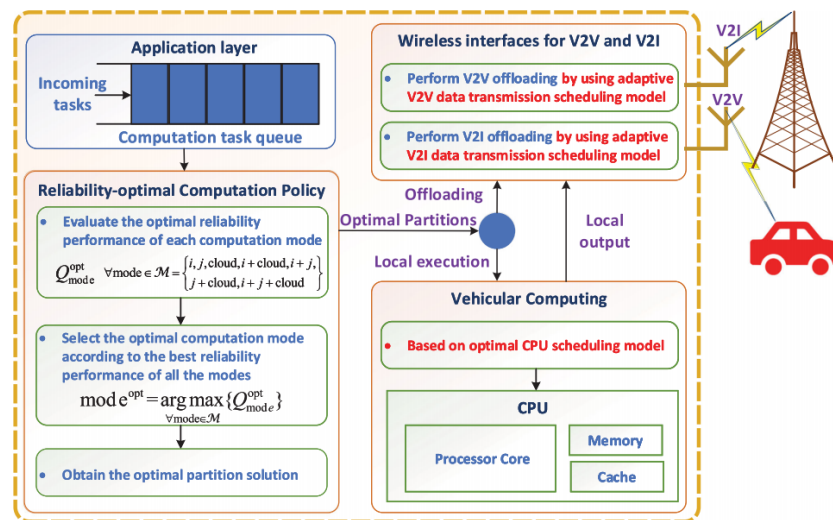 Application layer
Incoming
tasks
Computation task queue
Reliability-optimal Computation Policy
• Evaluate the optimal reliability
performance of each computation mode
Q^opt_mode ∀mode ∈ M = {i, j, cloud, i + cloud, i + j,
j + cloud, i + j + cloud}
• Select the optimal computation mode
according to the best reliability
performance of all the modes
mode^opt = arg max {Q^opt_mode}
∀mode∈M
• Obtain the optimal partition solution
Optimal Partitions
Wireless interfaces for V2V and V2I
• Perform V2V offloading by using adaptive
V2V data transmission scheduling model
• Perform V2I offloading by using adaptive
V2I data transmission scheduling model
Offloading
Local execution
Local
output
Vehicular Computing
• Based on optimal CPU scheduling model
CPU
Processor Core
Memory
Cache
V2I
V2V